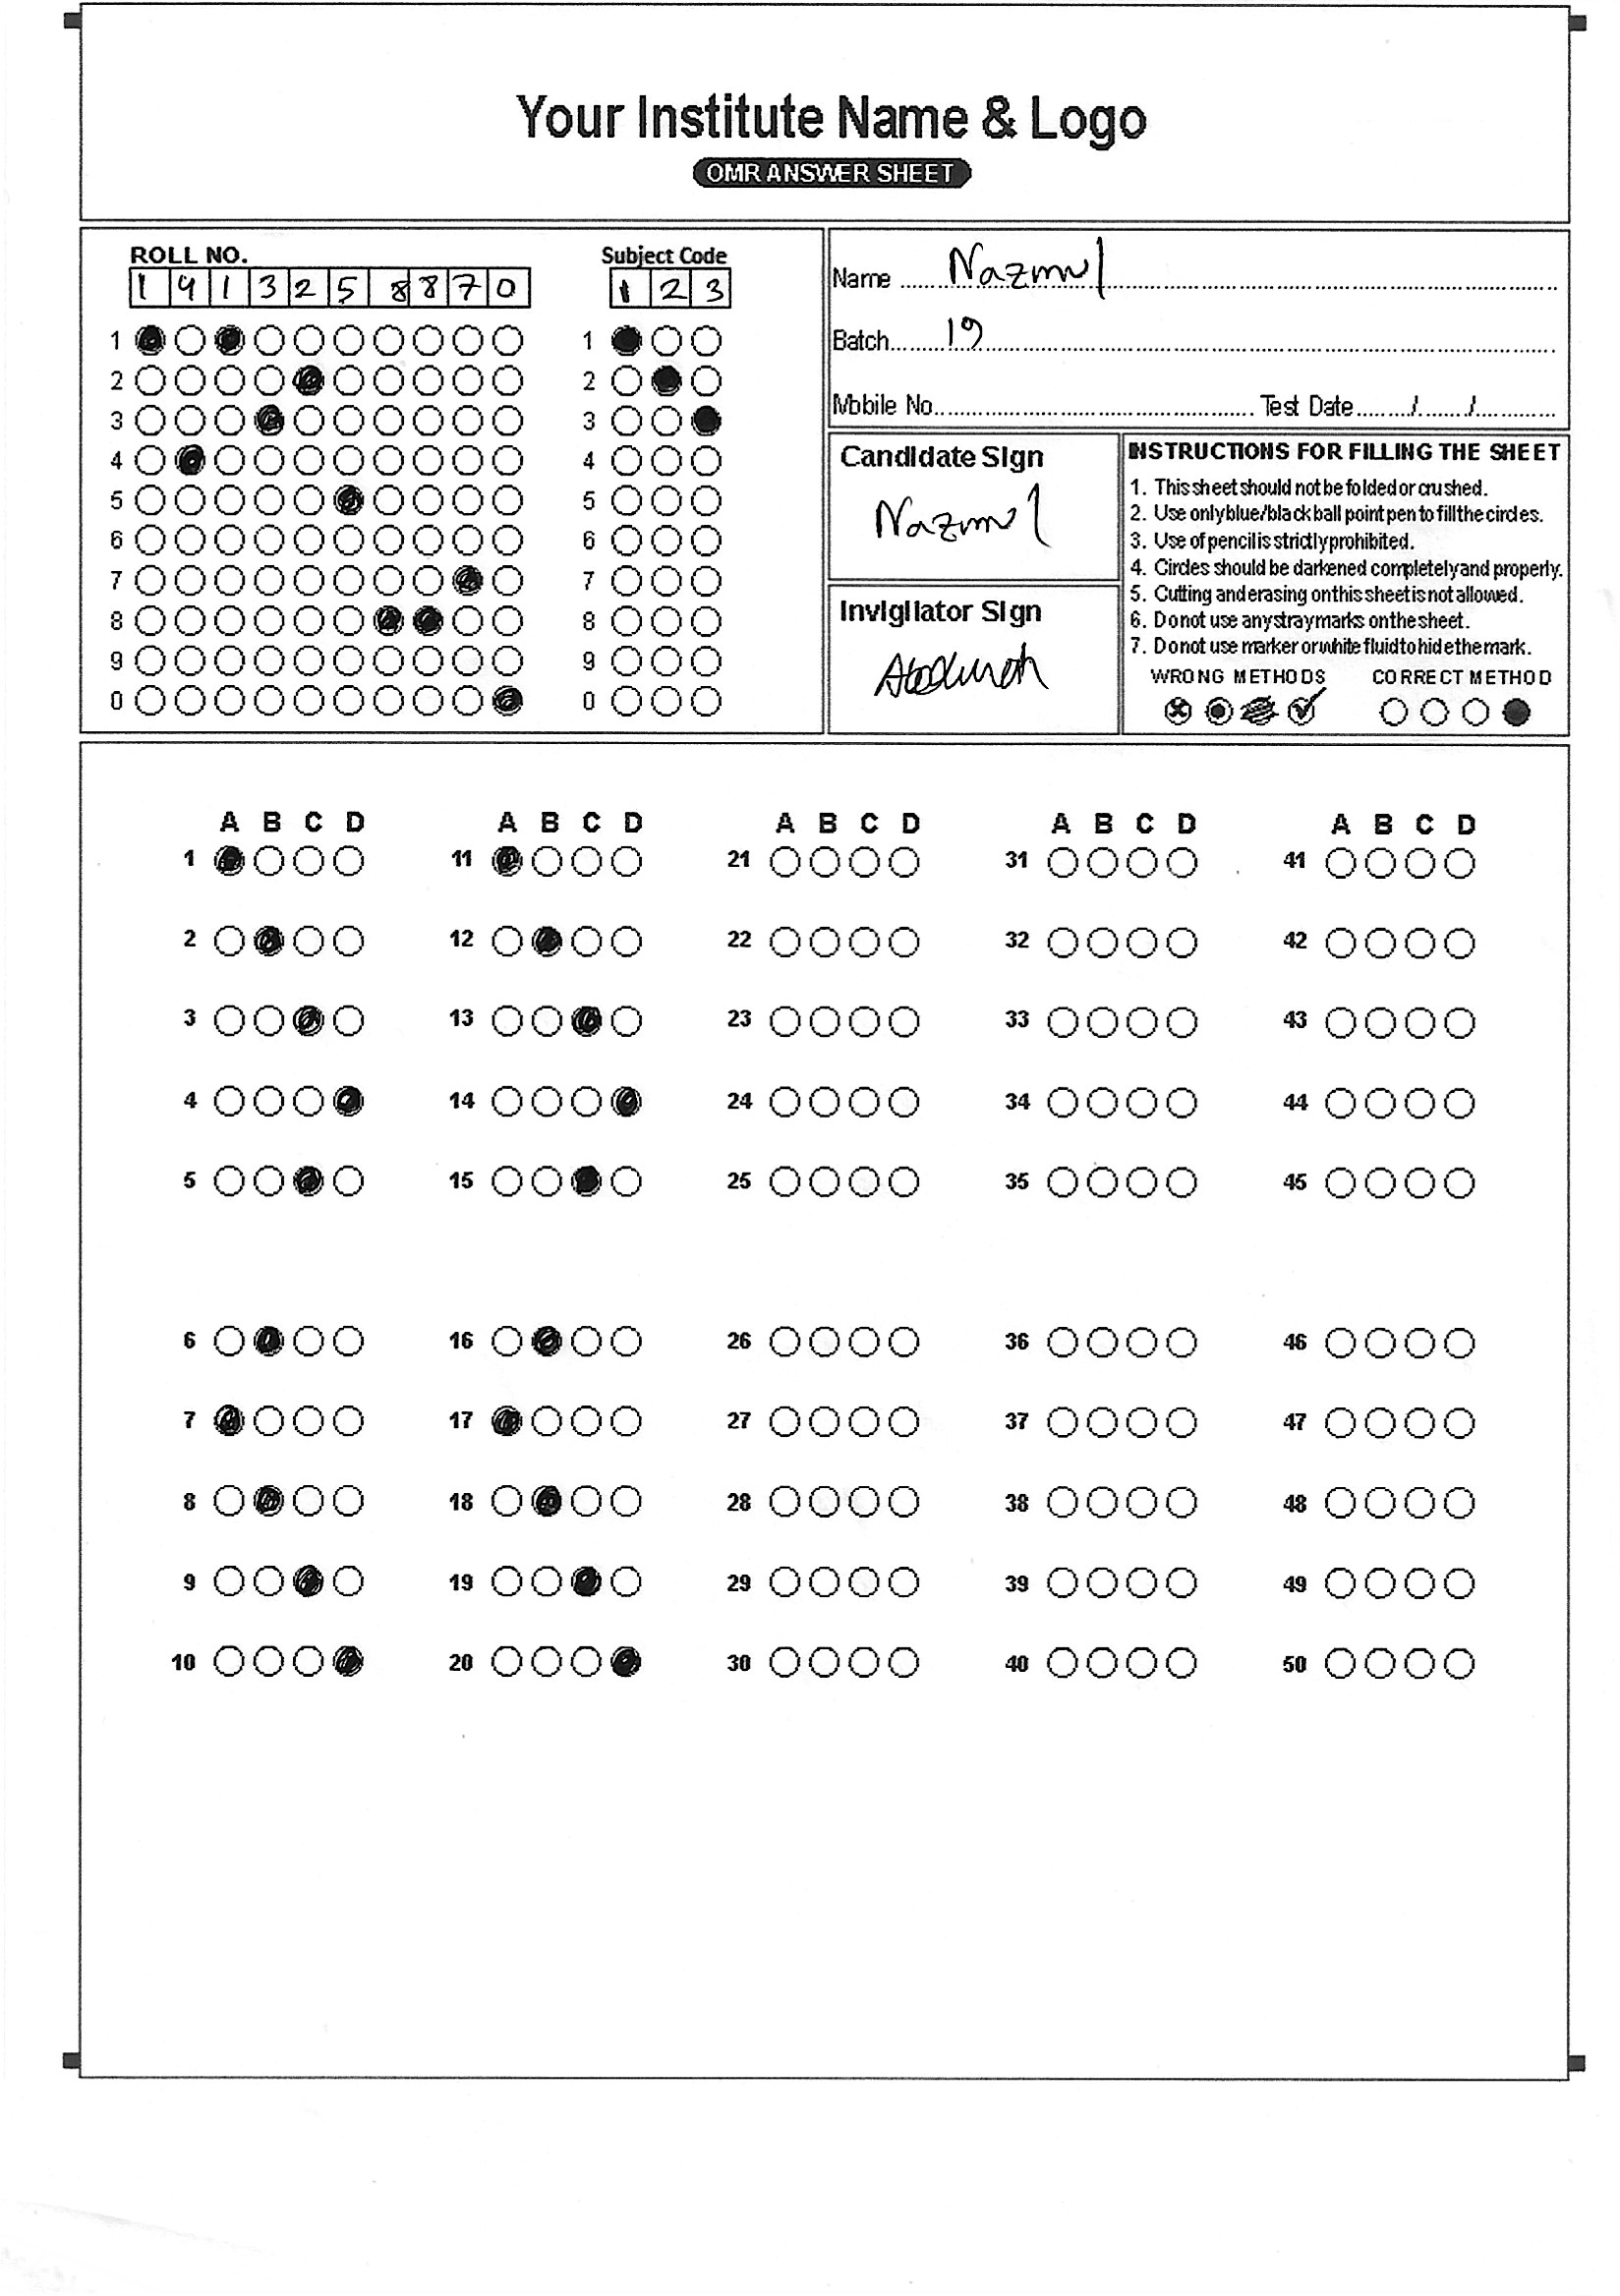 Your Institute Name & Logo
OMR ANSWER SHEET
ROLL NO.
1 4 1 3 2 5 8 8 7 0
1
2
3
4
5
6
7
8
9
0
Subject Code
1 2 3
1
2
3
4
5
6
7
8
9
0
Name Nazmul
Batch 19
Mobile No. Test Date / /
Candidate Sign
Nazmul
Invigilator Sign
INSTRUCTIONS FOR FILLING THE SHEET
1. This sheet should not be folded or crushed.
2. Use only blue/black ball point pen to fill the circles.
3. Use of pencil is strictly prohibited.
4. Circles should be darkened completely and properly.
5. Cutting and erasing on this sheet is not allowed.
6. Do not use any stray marks on the sheet.
7. Do not use marker or white fluid to hide the mark.
WRONG METHODS CORRECT METHOD
A B C D A B C D A B C D A B C D A B C D
1 11 21 31 41
2 12 22 32 42
3 13 23 33 43
4 14 24 34 44
5 15 25 35 45
6 16 26 36 46
7 17 27 37 47
8 18 28 38 48
9 19 29 39 49
10 20 30 40 50